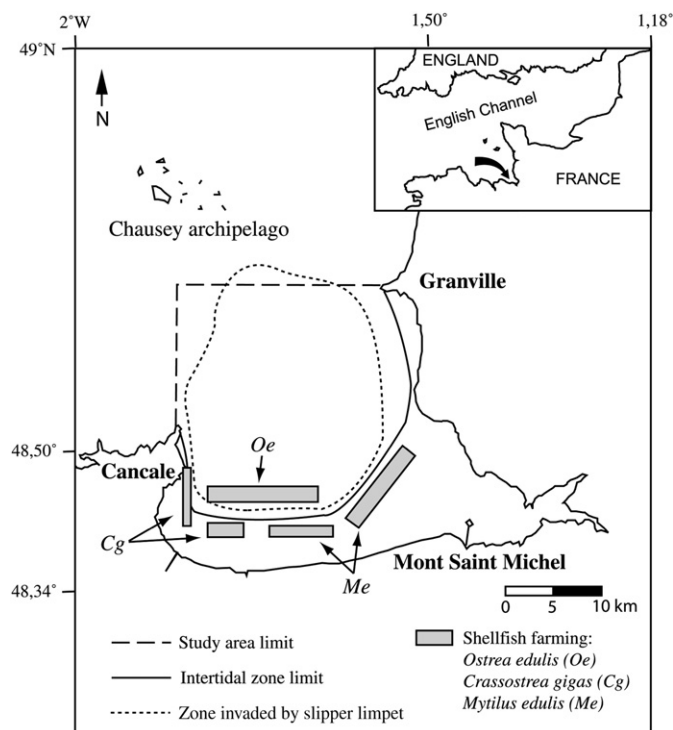 2°W
1,50°
1,18°
49°N
N
ENGLAND
English Channel
FRANCE
Chausey archipelago
Granville
48,50°
Cancale
Oe
Cg
Me
Mont Saint Michel
48,34°
0 5 10 km
Study area limit
Intertidal zone limit
Zone invaded by slipper limpet
Shellfish farming:
Ostrea edulis (Oe)
Crassostrea gigas (Cg)
Mytilus edulis (Me)